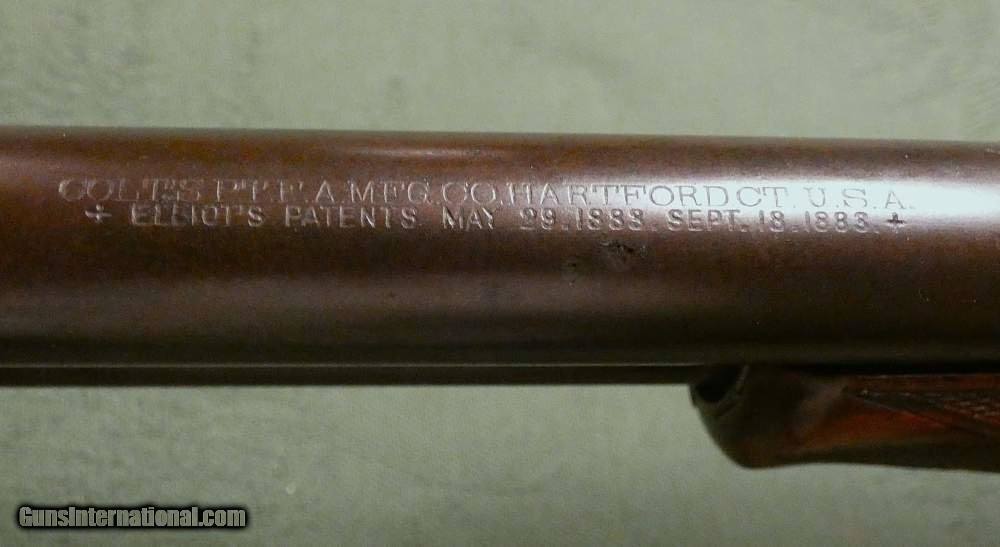 COLT'S PT. F. A. MFG. CO. HARTFORD CT. U.S.A.
+ ELLIOT'S PATENTS. MAY 29.1883. SEPT. 18.1883. +
GunsInternational.com